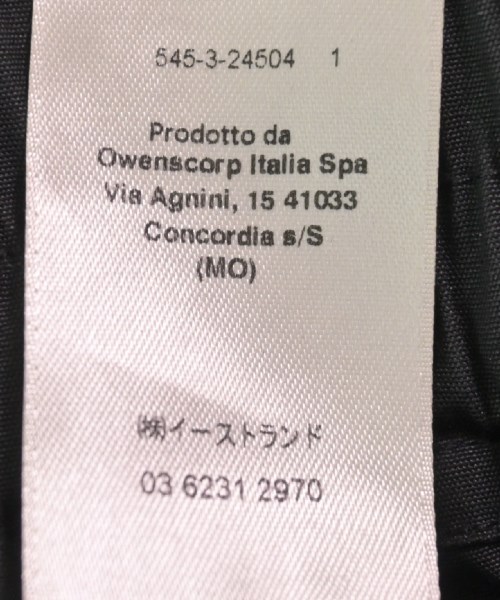 545-3-24504 1
Prodotto da
Owenscorp Italia Spa
Via Agnini, 15 41033
Concordia s/S
(MO)
㈱イーストランド
03 6231 2970